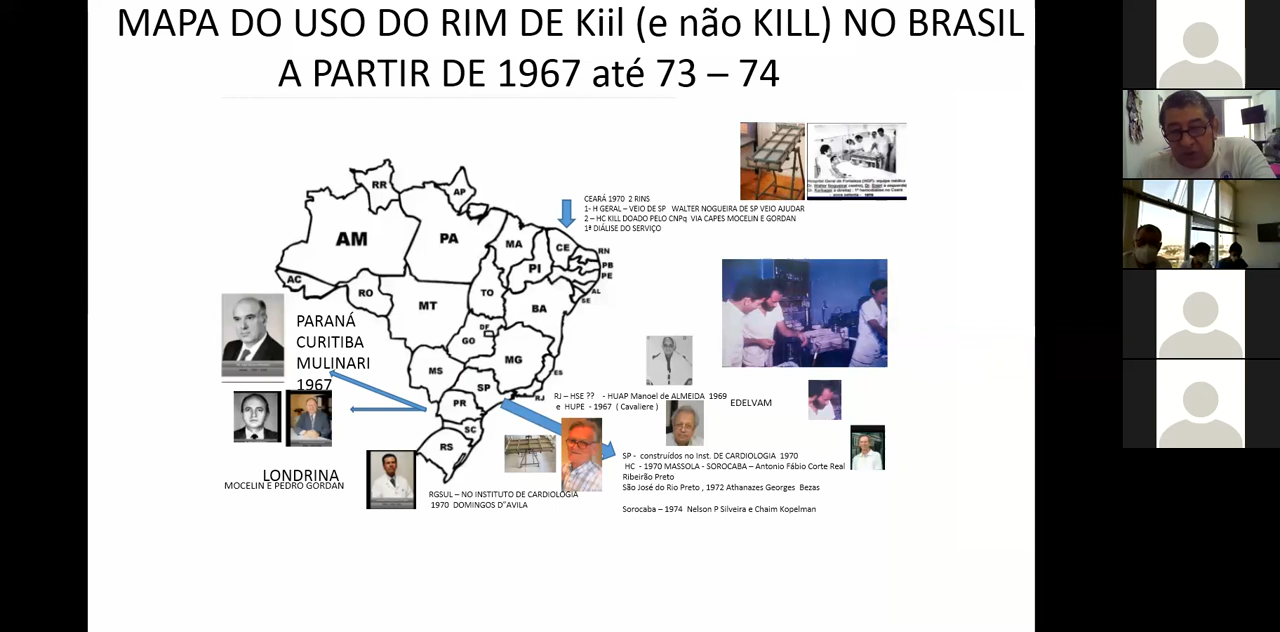 MAPA DO USO DO RIM DE Kiil (e não KILL) NO BRASIL
A PARTIR DE 1967 até 73 – 74
CEARÁ 1970 2 RINS
1- H GERAL – VEIO DE SP WALTER NOGUEIRA DE SP VEIO AJUDAR
2 – HC KILL DOADO PELO CNPq VIA CAPES MOCELIN E GORDAN
1ª DIÁLISE DO SERVIÇO
RR
AP
AM
PA
MA
CE
RN
PB
PE
PI
AL
SE
AC
RO
TO
MT
BA
DF
GO
MG
MS
ES
SP
RJ
PR
SC
RS
PARANÁ
CURITIBA
MULINARI
1967
RJ – HSE ?? - HUAP Manoel de ALMEIDA 1969
e HUPE - 1967 ( Cavaliere )
EDELVAM
LONDRINA
MOCELIN E PEDRO GORDAN
RGSUL – NO INSTITUTO DE CARDIOLOGIA
1970 DOMINGOS D"AVILA
SP - construídos no Inst. DE CARDIOLOGIA 1970
HC - 1970 MASSOLA - SOROCABA – Antonio Fábio Corte Real
Ribeirão Preto
São José do Rio Preto , 1972 Athanazes Georges Bezas
Sorocaba – 1974 Nelson P Silveira e Chaim Kopelman